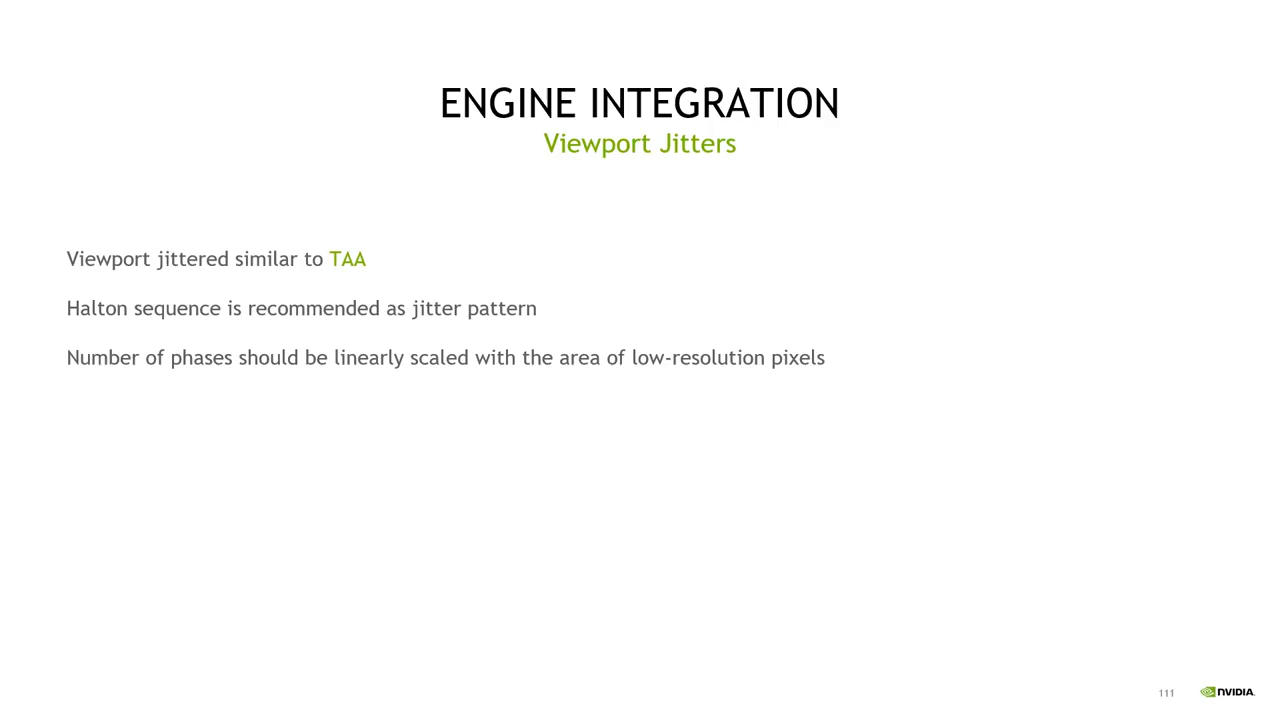 ENGINE INTEGRATION
Viewport Jitters
Viewport jittered similar to TAA
Halton sequence is recommended as jitter pattern
Number of phases should be linearly scaled with the area of low-resolution pixels
111
NVIDIA.